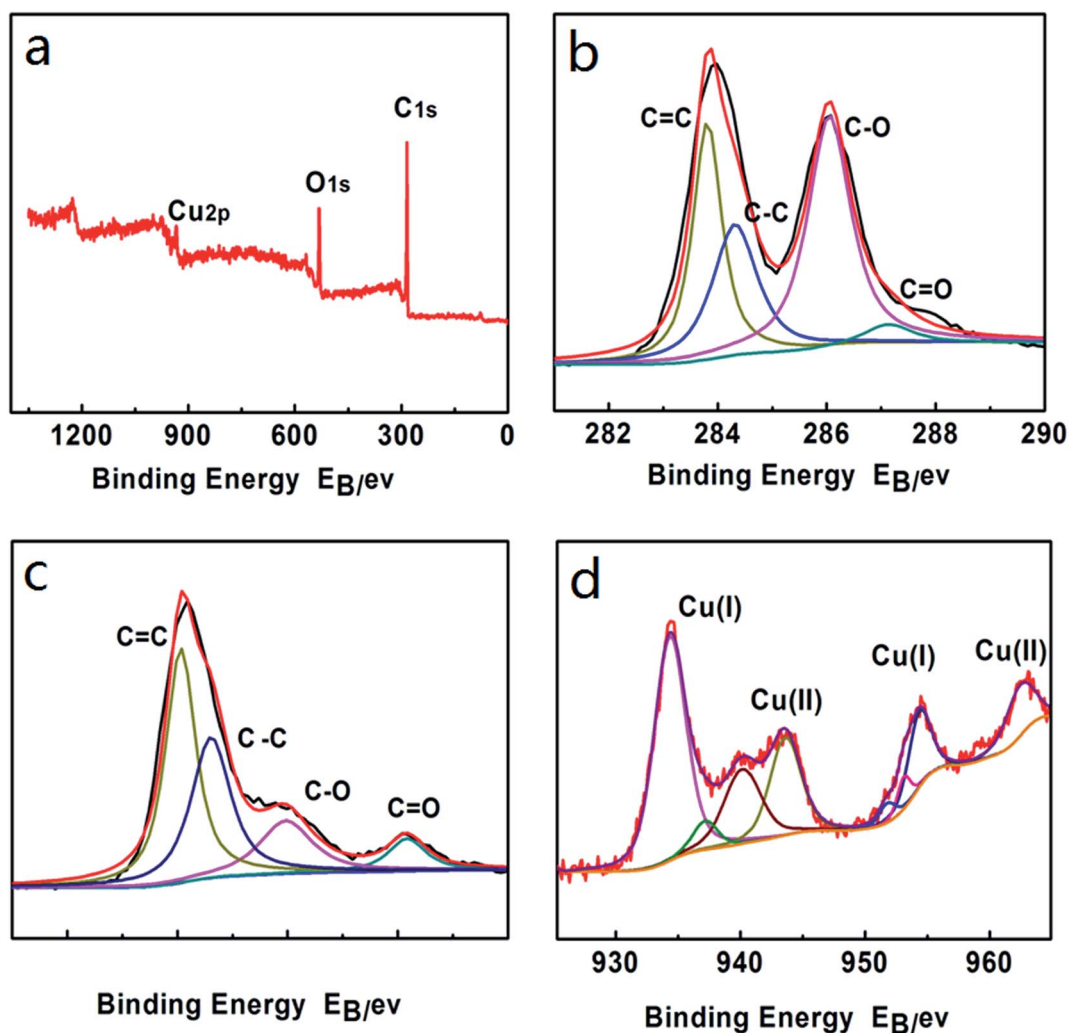 a
C1s
O1s
Cu2p
1200 900 600 300 0
Binding Energy EB/ev
b
C=C
C-O
C-C
C=O
282 284 286 288 290
Binding Energy EB/ev
c
C=C
C -C
C-O
C=O
Binding Energy EB/ev
d
Cu(I)
Cu(II)
Cu(I)
Cu(II)
930 940 950 960
Binding Energy EB/ev